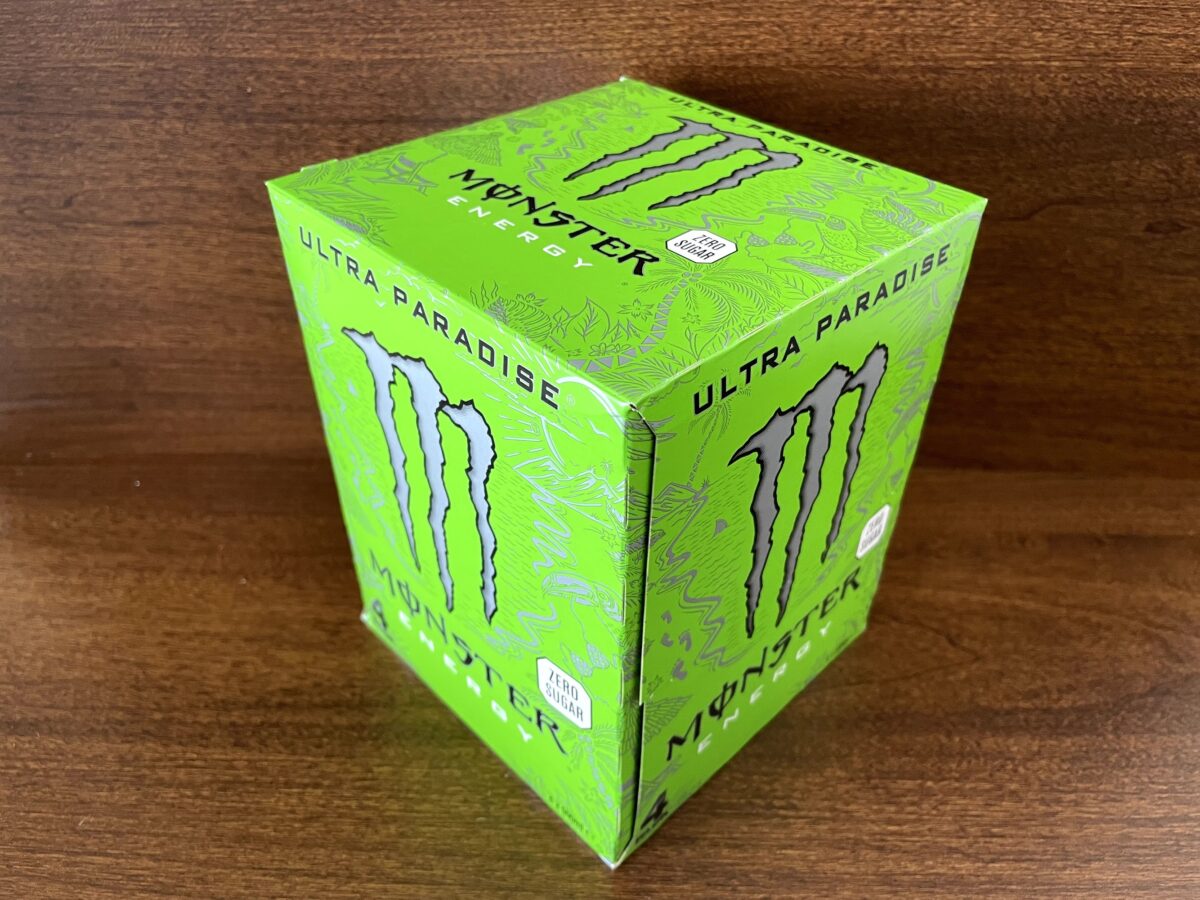 ULTRA PARADISE
MONSTER
ENERGY
ZERO
SUGAR
ULTRA PARADISE
MONSTER
ENERGY
ZERO
SUGAR
4
ULTRA PARADISE
MONSTER
ENERGY
ZERO
SUGAR
4